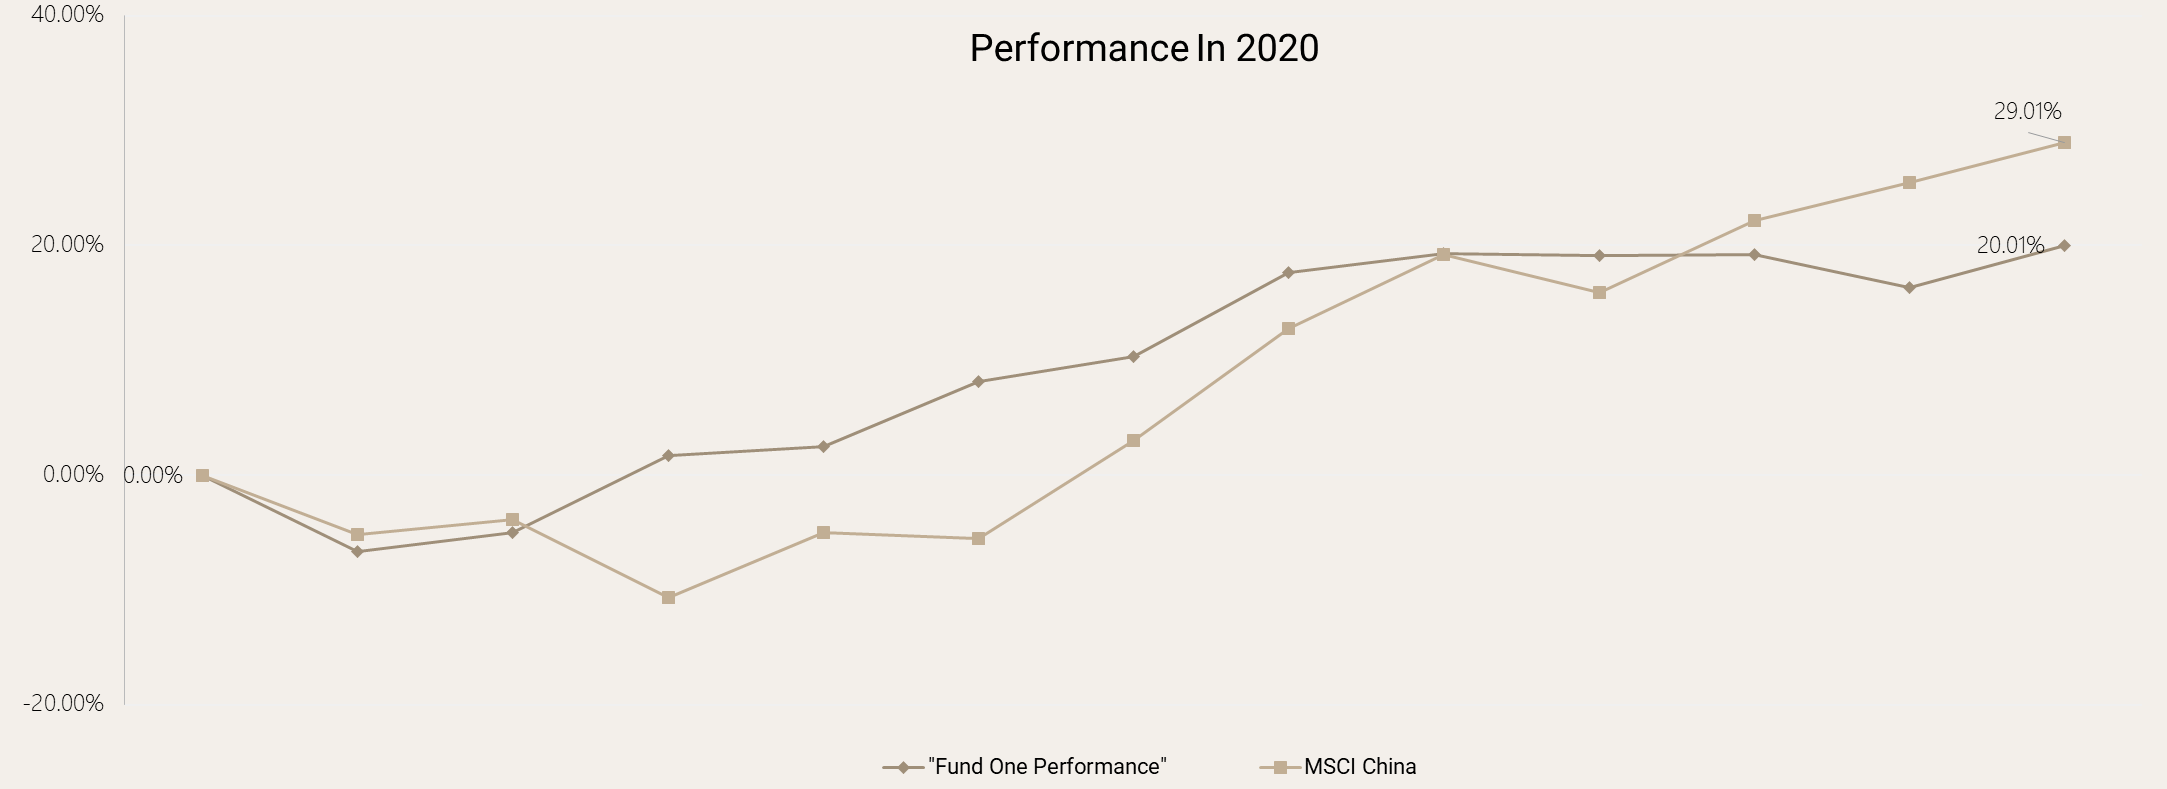 40.00%
Performance In 2020
29.01%
20.00%
20.01%
0.00%
0.00%
-20.00%
"Fund One Performance"
MSCI China